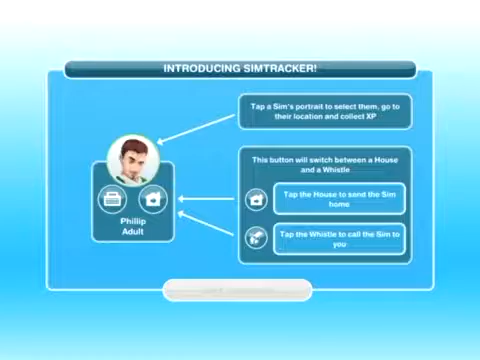 INTRODUCING SIMTRACKER!
Tap a Sim's portrait to select them, go to
their location and collect XP
This button will switch between a House
and a Whistle
Tap the House to send the Sim
home
Tap the Whistle to call the Sim to
you
Phillip
Adult